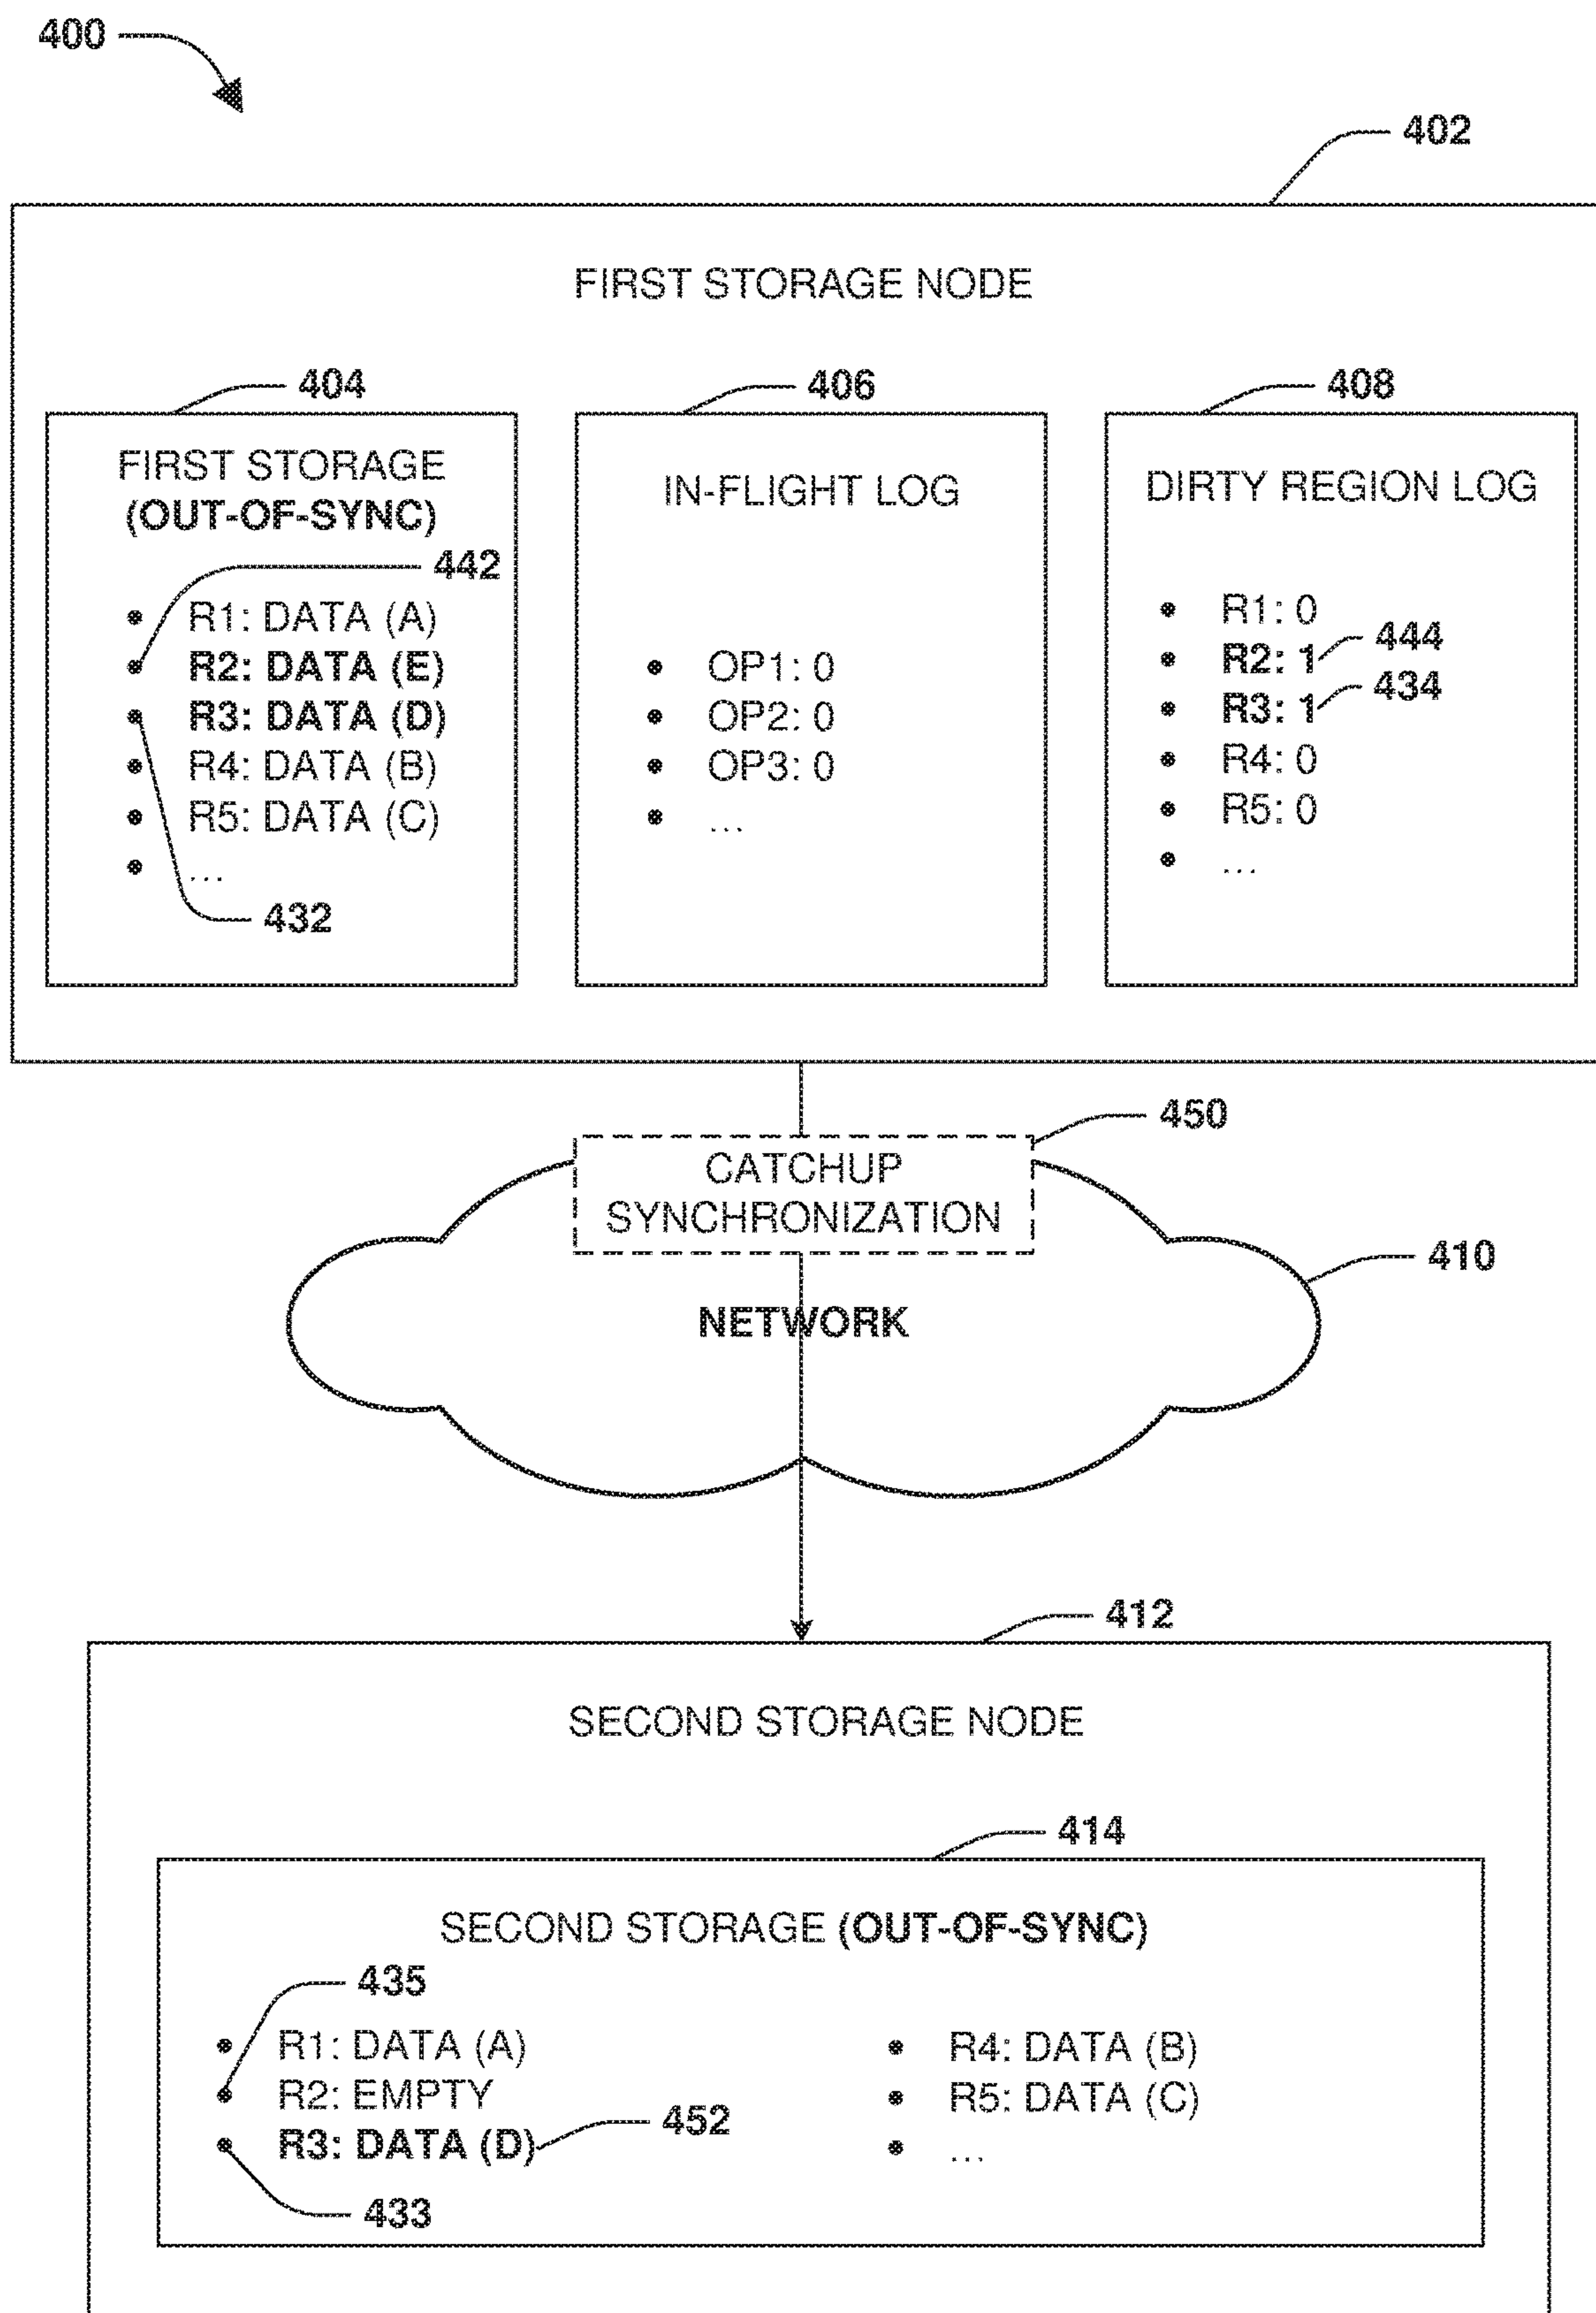 400
402
FIRST STORAGE NODE
404
FIRST STORAGE
(OUT-OF-SYNC)
442
R1: DATA (A)
R2: DATA (E)
R3: DATA (D)
R4: DATA (B)
R5: DATA (C)
...
432
406
IN-FLIGHT LOG
OP1: 0
OP2: 0
OP3: 0
...
408
DIRTY REGION LOG
R1: 0
R2: 1 444
R3: 1 434
R4: 0
R5: 0
...
450
CATCHUP
SYNCHRONIZATION
410
NETWORK
412
SECOND STORAGE NODE
414
SECOND STORAGE (OUT-OF-SYNC)
435
R1: DATA (A)
R2: EMPTY
R3: DATA (D) 452
433
R4: DATA (B)
R5: DATA (C)
...